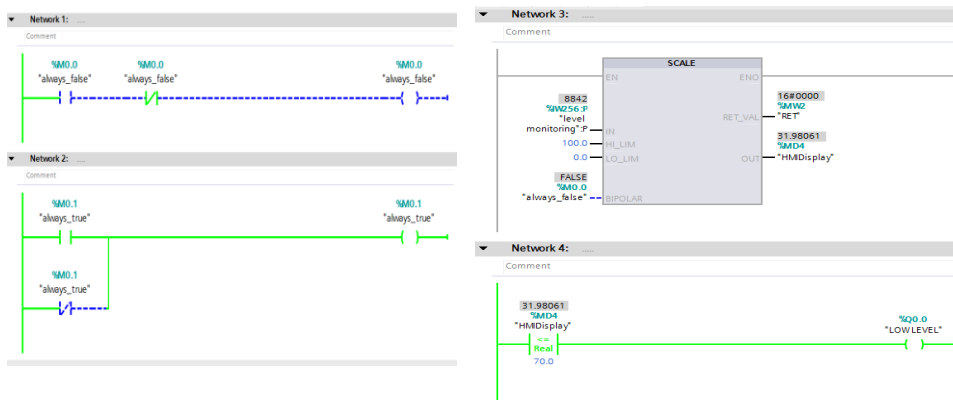 Network 1: ....
Comment
%M0.0 %M0.0 %M0.0
"always_false" "always_false" "always_false"
Network 2: ....
Comment
%M0.1 %M0.1
"always_true" "always_true"
%M0.1
"always_true"
Network 3: .....
Comment
SCALE
EN ENO
8842
%IW256:P
"level
monitoring":P IN
100.0 HI_LIM
0.0 LO_LIM
FALSE
%M0.0
"always_false" BIPOLAR
16#0000
%MW2
RET_VAL "RET"
31.98061
%MD4
OUT "HMIDisplay"
Network 4: .....
Comment
31.98061
%MD4
"HMIDisplay"
<=
Real
70.0
%Q0.0
"LOW LEVEL"